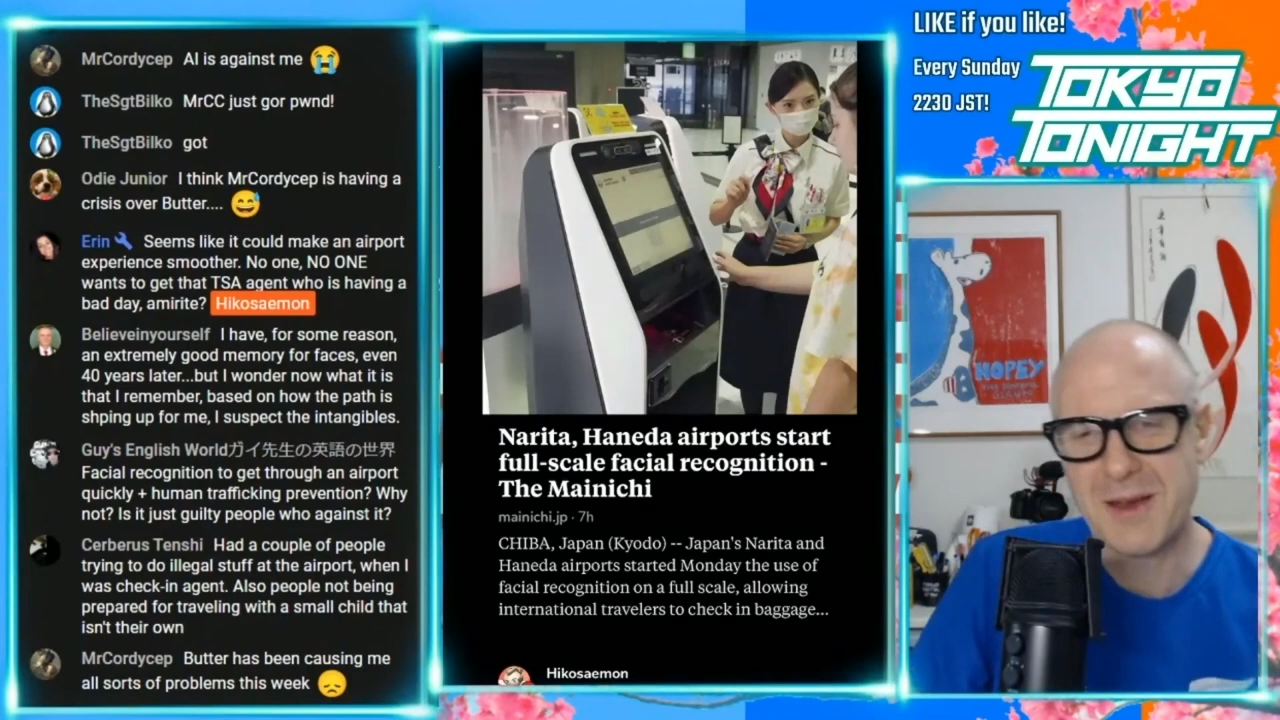 MrCordycep AI is against me 😭
TheSgtBilko MrCC just gor pwnd!
TheSgtBilko got
Odie Junior I think MrCordycep is having a
crisis over Butter.... 😅
Erin 🔧 Seems like it could make an airport
experience smoother. No one, NO ONE
wants to get that TSA agent who is having a
bad day, amirite? Hikosaemon
Believeinyourself I have, for some reason,
an extremely good memory for faces, even
40 years later...but I wonder now what it is
that I remember, based on how the path is
shping up for me, I suspect the intangibles.
Guy's English Worldガイ先生の英語の世界
Facial recognition to get through an airport
quickly + human trafficking prevention? Why
not? Is it just guilty people who against it?
Cerberus Tenshi Had a couple of people
trying to do illegal stuff at the airport, when I
was check-in agent. Also people not being
prepared for traveling with a small child that
isn't their own
MrCordycep Butter has been causing me
all sorts of problems this week 😞
Narita, Haneda airports start
full-scale facial recognition -
The Mainichi
mainichi.jp · 7h
CHIBA, Japan (Kyodo) -- Japan's Narita and
Haneda airports started Monday the use of
facial recognition on a full scale, allowing
international travelers to check in baggage...
Hikosaemon
LIKE if you like!
Every Sunday
2230 JST!
TOKYO
TONIGHT
HOPEY